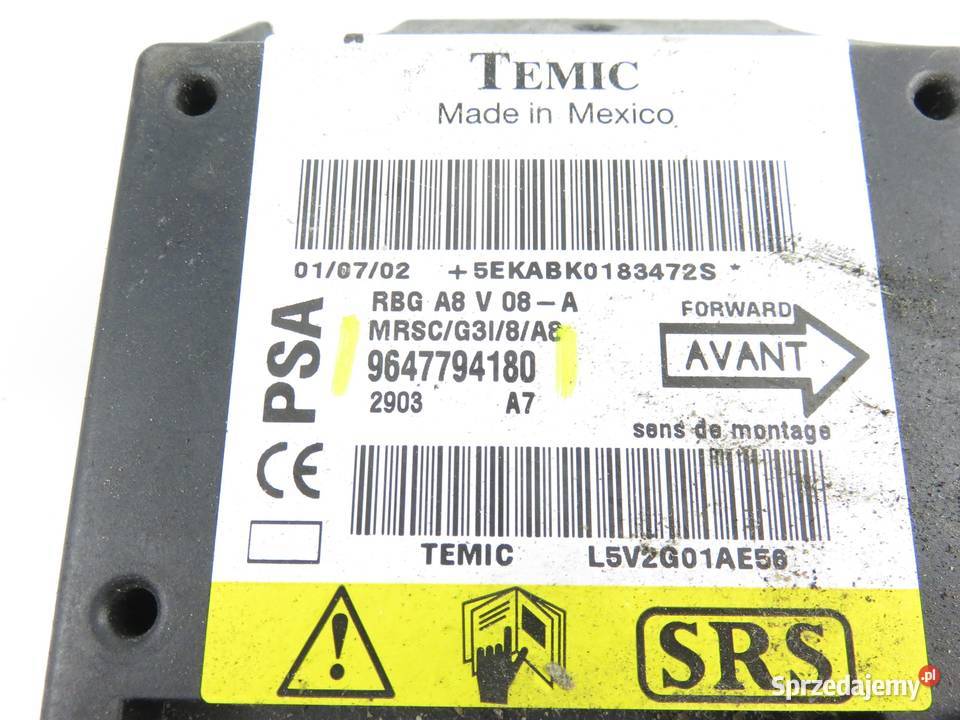 TEMIC
Made in Mexico
01/07/02 +5EKABK0183472S *
RBG A8 V 08-A
MRSC/G3I/8/A8
9647794180
2903 A7
PSA
CE
FORWARD
AVANT
sens de montage
TEMIC L5V2G01AE56
SRS
Sprzedajemy.pl